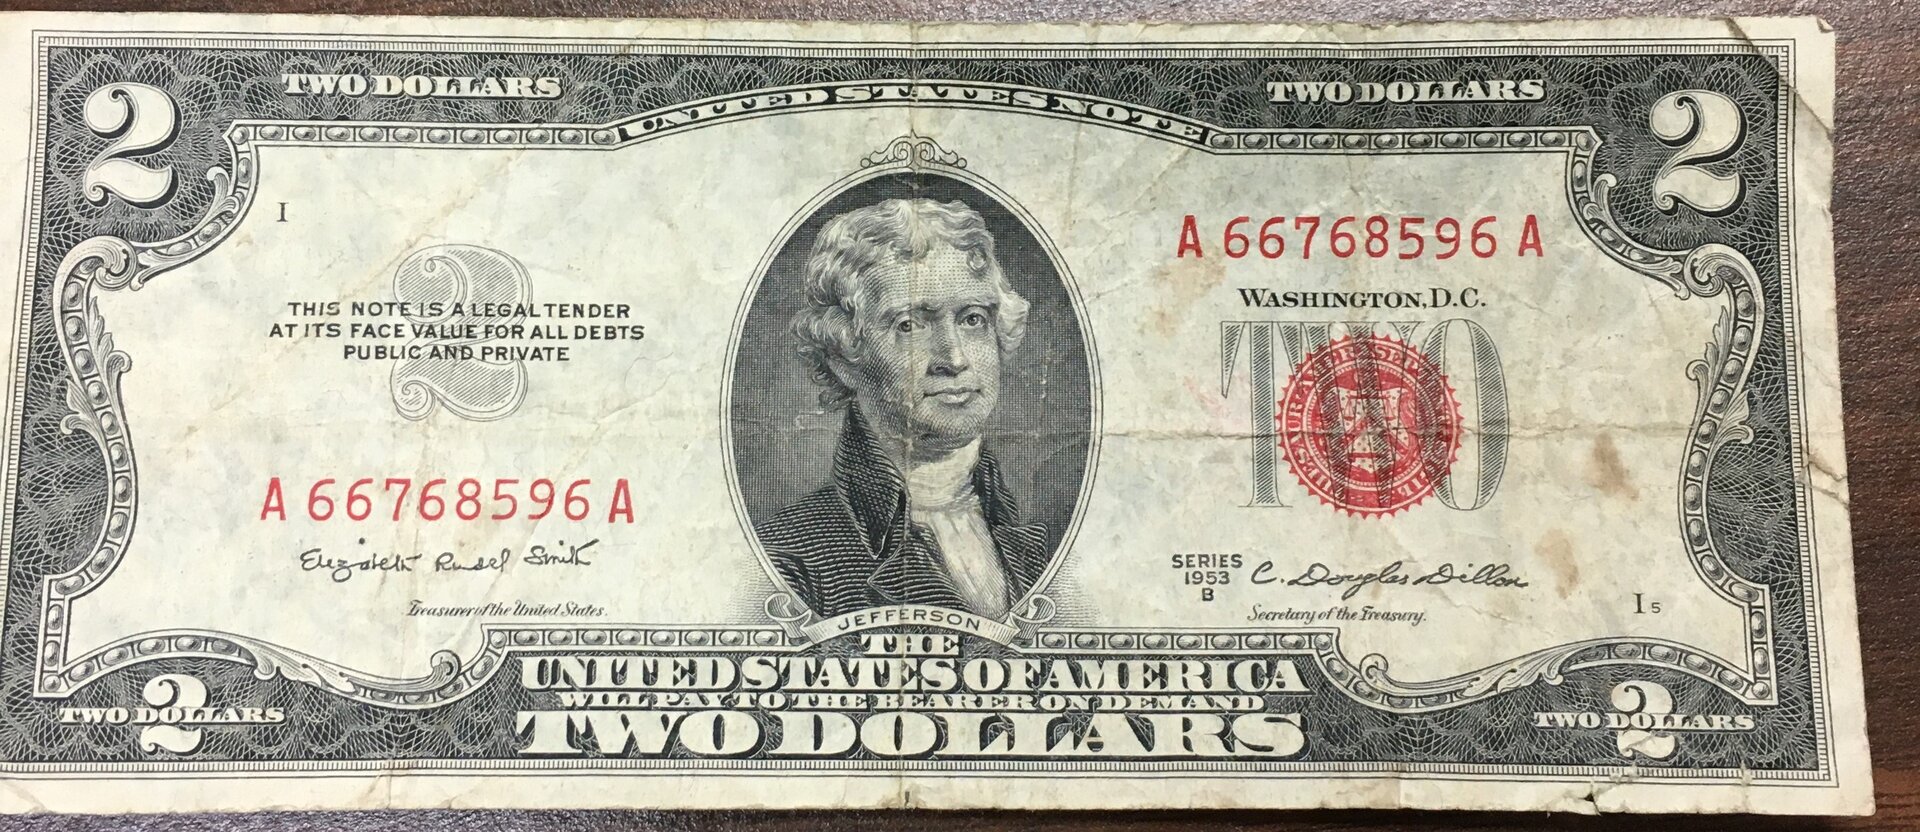 2 TWO DOLLARS UNITED STATES NOTE TWO DOLLARS 2
I
A 66768596 A
WASHINGTON, D.C.
THIS NOTE IS A LEGAL TENDER
AT ITS FACE VALUE FOR ALL DEBTS
PUBLIC AND PRIVATE
2
TWO
A 66768596 A
Elizabeth Rudel Smith
Treasurer of the United States.
SERIES
1953
B
C. Douglas Dillon
Secretary of the Treasury.
I 5
JEFFERSON
THE
UNITED STATES OF AMERICA
WILL PAY TO THE BEARER ON DEMAND
TWO DOLLARS
2
TWO DOLLARS
2
TWO DOLLARS